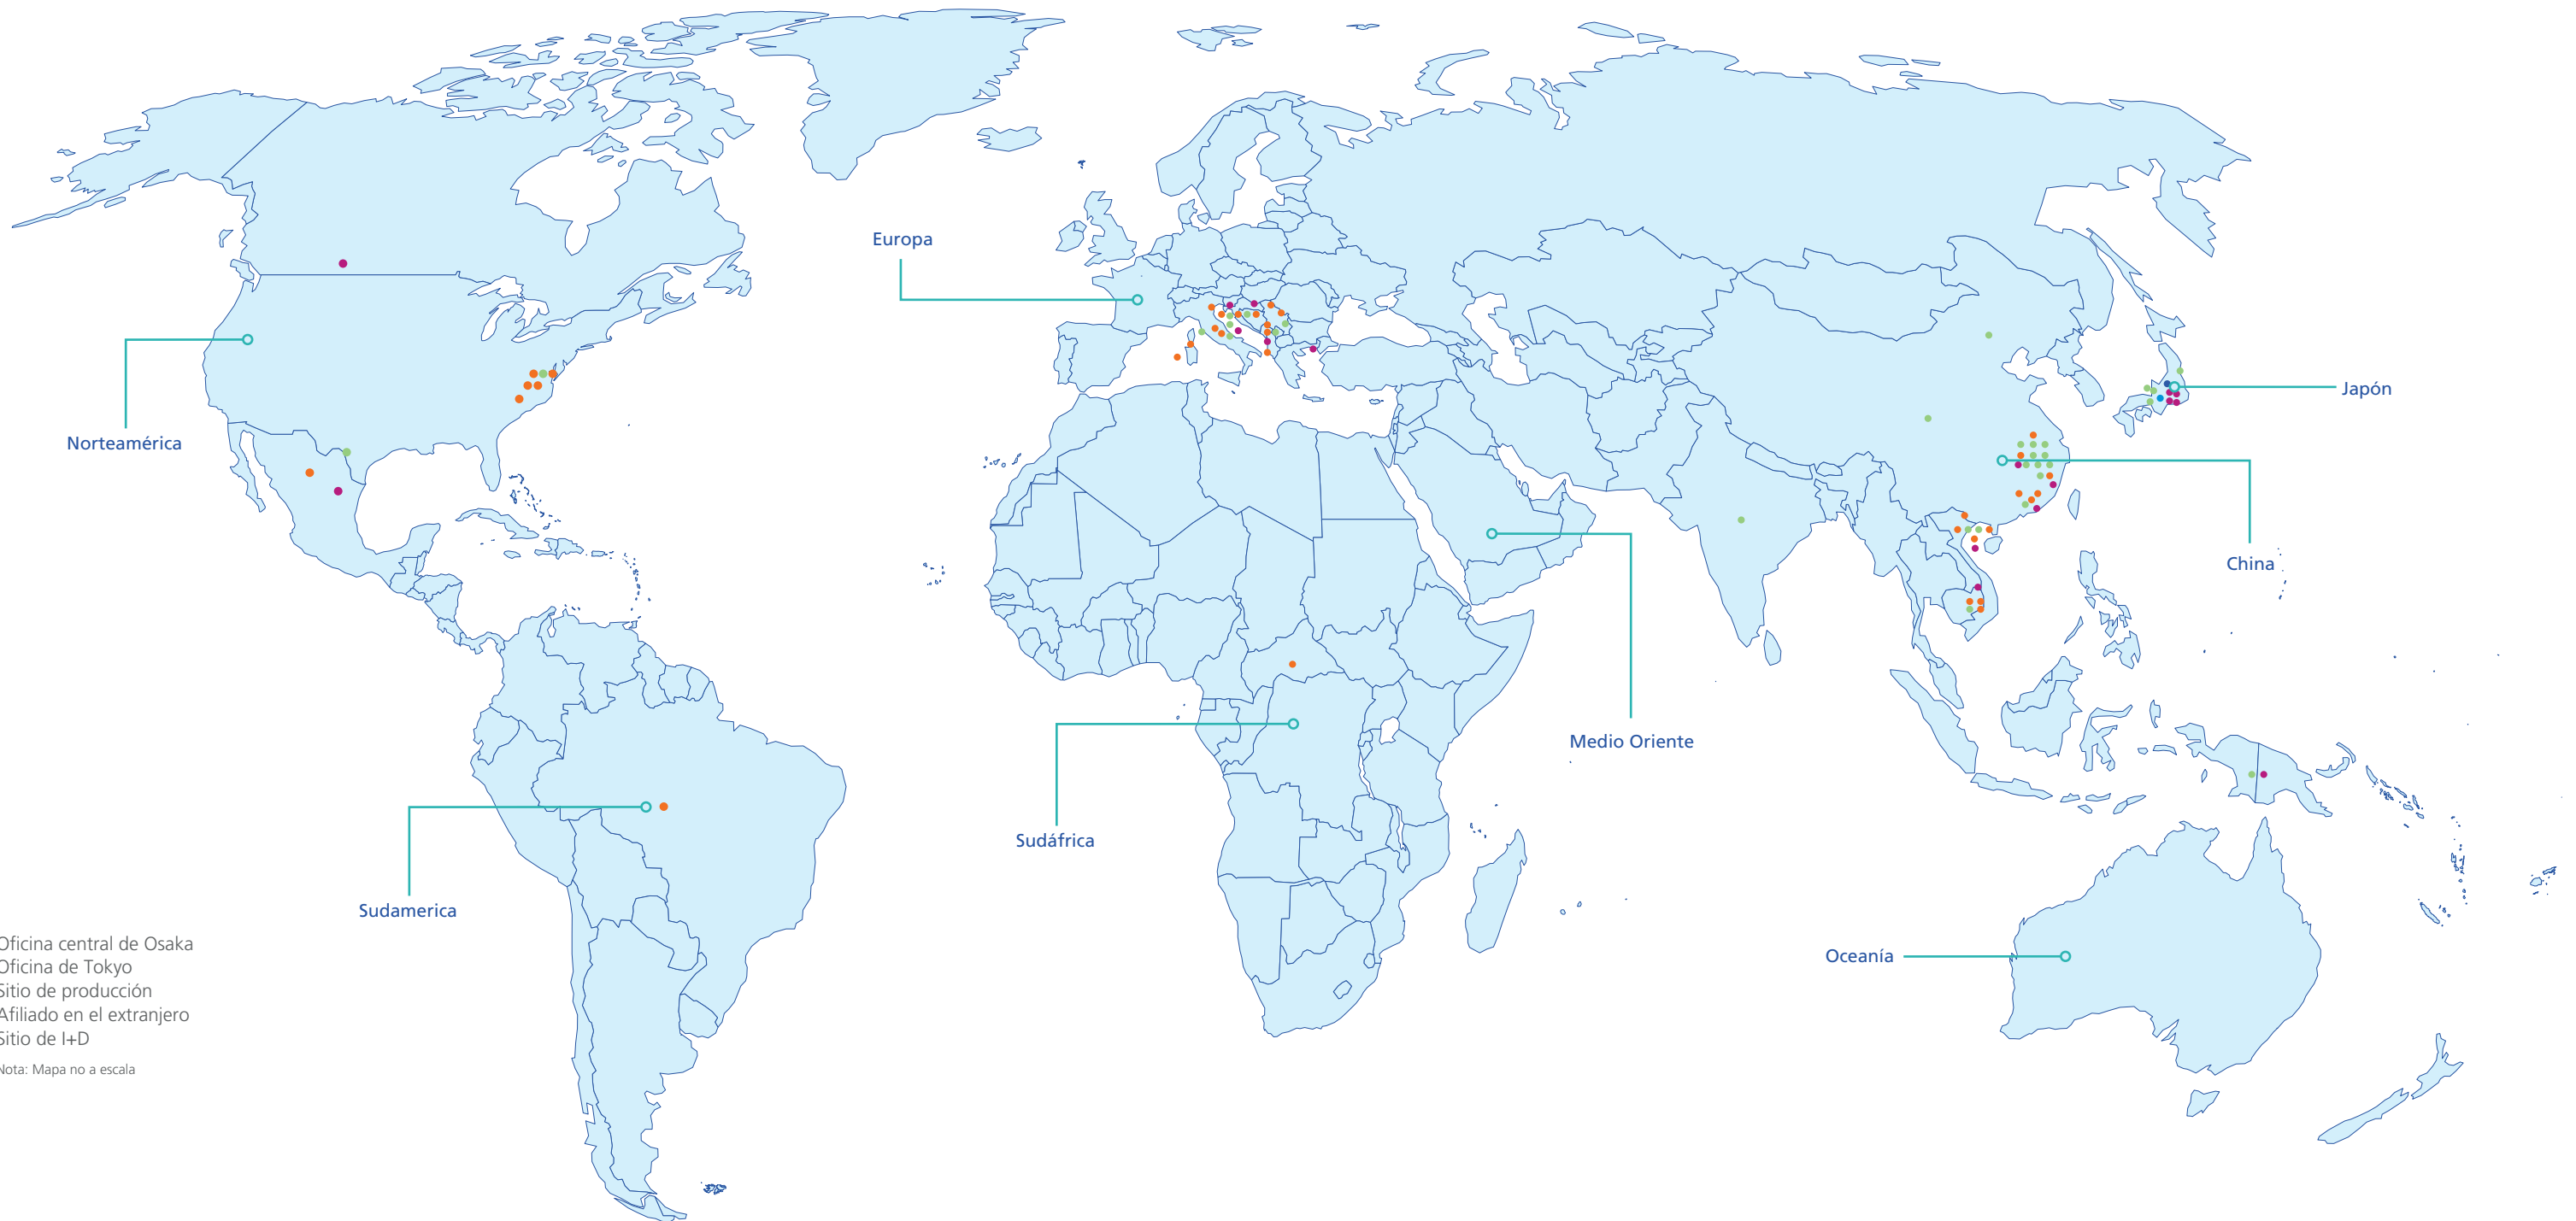 Europa
Japón
Norteamérica
China
Medio Oriente
Sudáfrica
Sudamerica
Oficina central de Osaka
Oficina de Tokyo
Sitio de producción
Afiliado en el extranjero
Sitio de I+D
Oceanía
Nota: Mapa no a escala